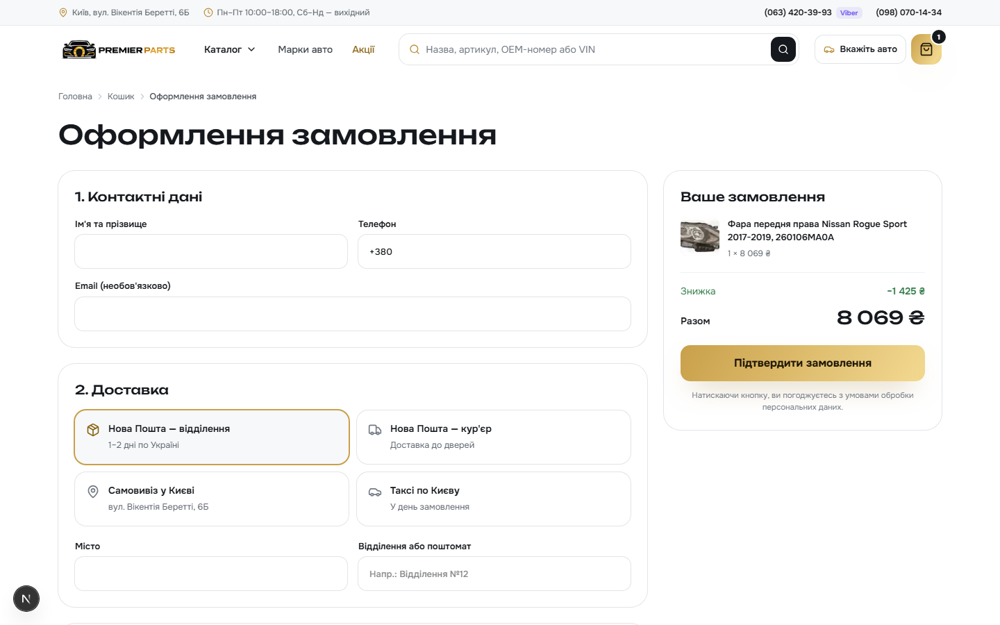 Київ, вул. Вікентія Беретті, 6Б
Пн–Пт 10:00–18:00, Сб–Нд — вихідний
(063) 420-39-93 Viber
(098) 070-14-34
PREMIERPARTS
Каталог
Марки авто
Акції
Назва, артикул, OEM-номер або VIN
Вкажіть авто
1
Головна > Кошик > Оформлення замовлення
Оформлення замовлення
1. Контактні дані
Ім'я та прізвище
Телефон
+380
Email (необов'язково)
2. Доставка
Нова Пошта — відділення
1–2 дні по Україні
Нова Пошта — кур'єр
Доставка до дверей
Самовивіз у Києві
вул. Вікентія Беретті, 6Б
Таксі по Києву
У день замовлення
Місто
Відділення або поштомат
Напр.: Відділення №12
Ваше замовлення
Фара передня права Nissan Rogue Sport
2017-2019, 260106MA0A
1 × 8 069 ₴
Знижка
−1 425 ₴
Разом
8 069 ₴
Підтвердити замовлення
Натискаючи кнопку, ви погоджуєтесь з умовами обробки
персональних даних.
N